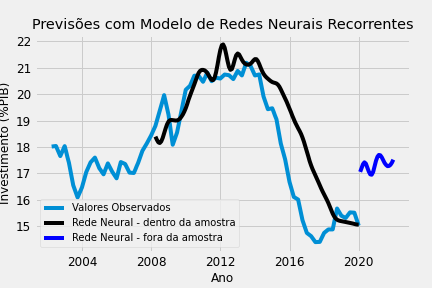 Previsões com Modelo de Redes Neurais Recorrentes
22
21
20
19
18
17
16
15
Investimento (%PIB)
Valores Observados
Rede Neural - dentro da amostra
Rede Neural - fora da amostra
2004 2008 2012 2016 2020
Ano